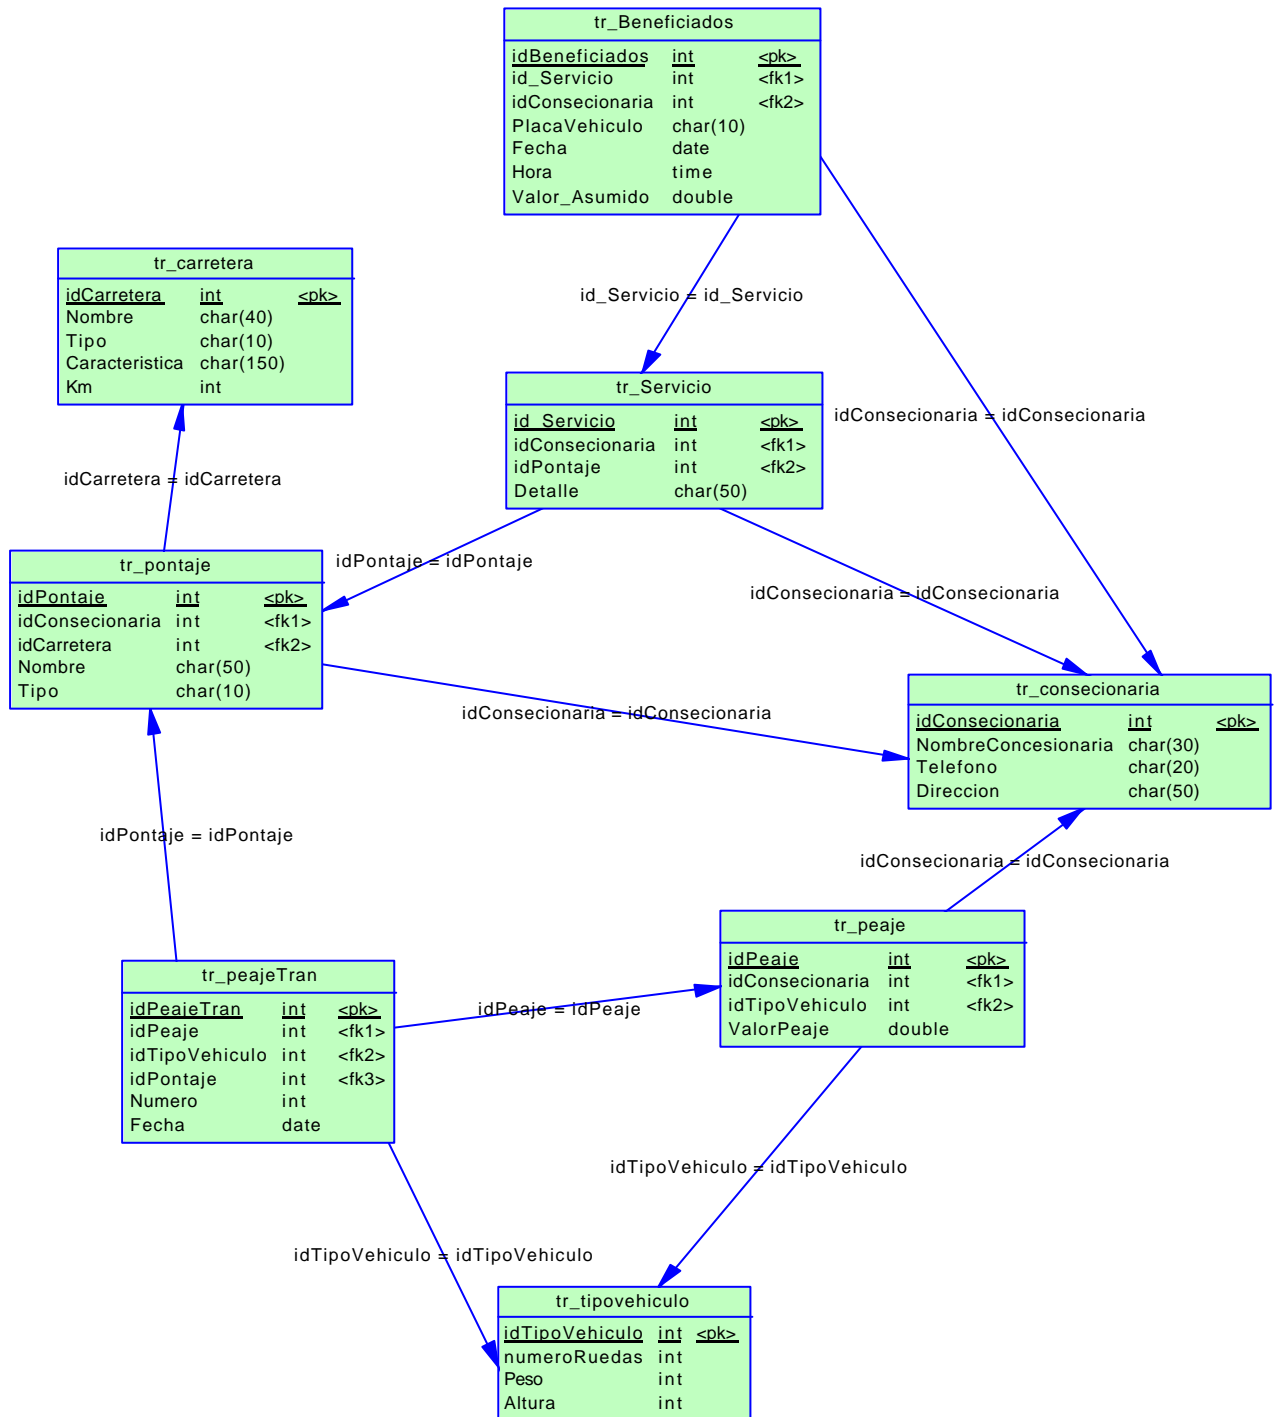 tr_Beneficiados
idBeneficiados int <pk>
id_Servicio int <fk1>
idConsecionaria int <fk2>
PlacaVehiculo char(10)
Fecha date
Hora time
Valor_Asumido double
tr_carretera
idCarretera int <pk>
Nombre char(40)
Tipo char(10)
Caracteristica char(150)
Km int
id_Servicio = id_Servicio
tr_Servicio
id_Servicio int <pk>
idConsecionaria int <fk1>
idPontaje int <fk2>
Detalle char(50)
idConsecionaria = idConsecionaria
idCarretera = idCarretera
tr_pontaje
idPontaje int <pk>
idConsecionaria int <fk1>
idCarretera int <fk2>
Nombre char(50)
Tipo char(10)
idPontaje = idPontaje
idConsecionaria = idConsecionaria
idConsecionaria = idConsecionaria
tr_consecionaria
idConsecionaria int <pk>
NombreConcesionaria char(30)
Telefono char(20)
Direccion char(50)
idPontaje = idPontaje
idConsecionaria = idConsecionaria
tr_peaje
idPeaje int <pk>
idConsecionaria int <fk1>
idTipoVehiculo int <fk2>
ValorPeaje double
tr_peajeTran
idPeajeTran int <pk>
idPeaje int <fk1>
idTipoVehiculo int <fk2>
idPontaje int <fk3>
Numero int
Fecha date
idPeaje = idPeaje
idTipoVehiculo = idTipoVehiculo
idTipoVehiculo = idTipoVehiculo
tr_tipovehiculo
idTipoVehiculo int <pk>
numeroRuedas int
Peso int
Altura int